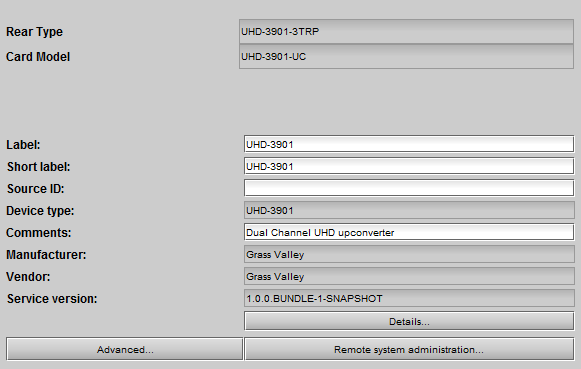 Rear Type UHD-3901-3TRP
Card Model UHD-3901-UC
Label: UHD-3901
Short label: UHD-3901
Source ID:
Device type: UHD-3901
Comments: Dual Channel UHD upconverter
Manufacturer: Grass Valley
Vendor: Grass Valley
Service version: 1.0.0.BUNDLE-1-SNAPSHOT
Details...
Advanced... Remote system administration...